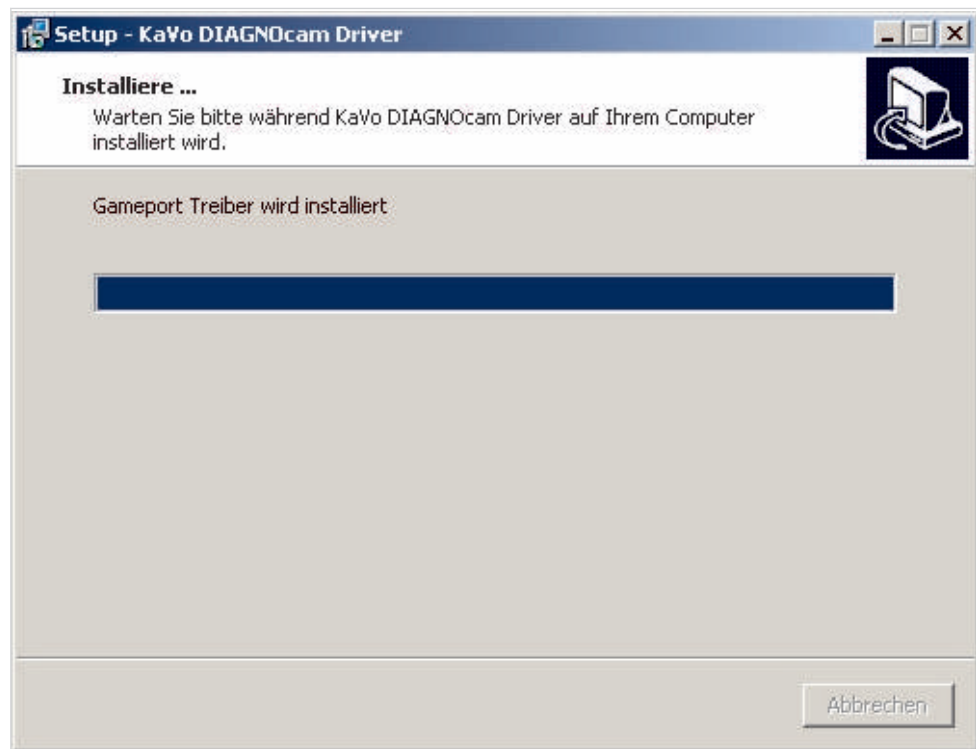 Setup - KaVo DIAGNOcam Driver
Installiere ...
Warten Sie bitte während KaVo DIAGNOcam Driver auf Ihrem Computer
installiert wird.
Gameport Treiber wird installiert
Abbrechen